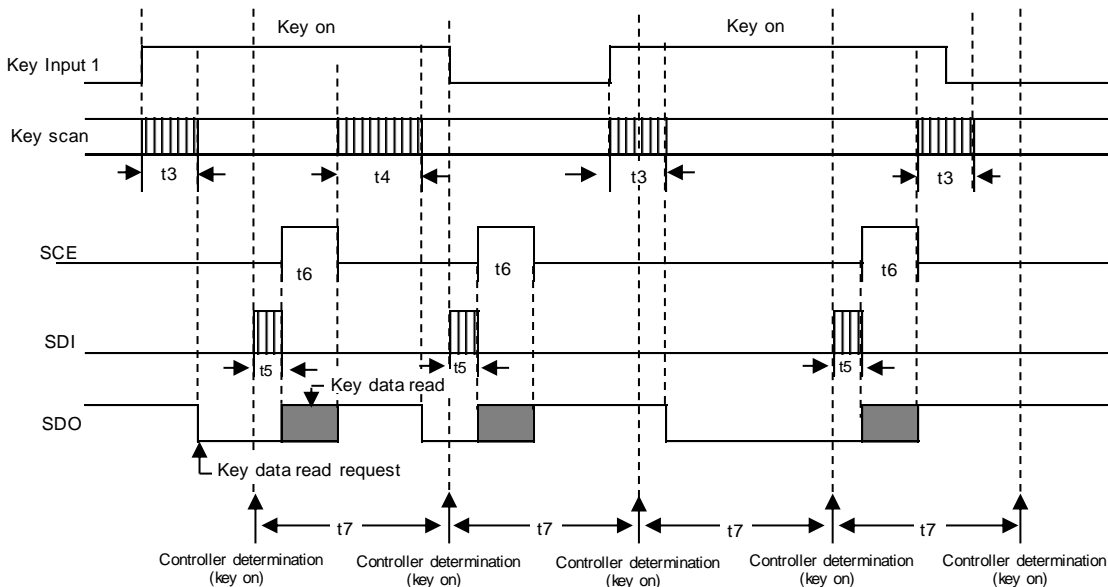 Key on
Key on
Key Input 1
Key scan
t3
t4
t3
t3
SCE
t6
t6
t6
SDI
t5
t5
t5
Key data read
SDO
Key data read request
t7
t7
t7
t7
Controller determination
(key on)
Controller determination
(key on)
Controller determination
(key on)
Controller determination
(key on)
Controller determination
(key on)